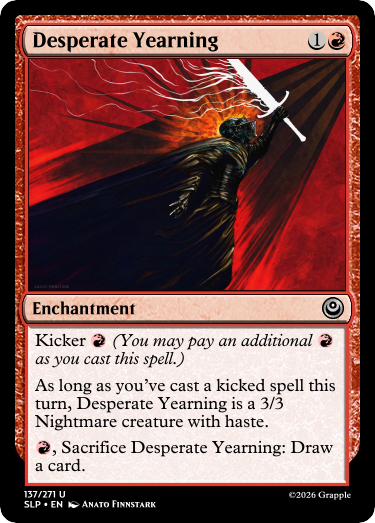 Desperate Yearning 1
Enchantment
Kicker (You may pay an additional
as you cast this spell.)
As long as you've cast a kicked spell this
turn, Desperate Yearning is a 3/3
Nightmare creature with haste.
, Sacrifice Desperate Yearning: Draw
a card.
137/271 U
SLP • EN Anato Finnstark
©2026 Grapple